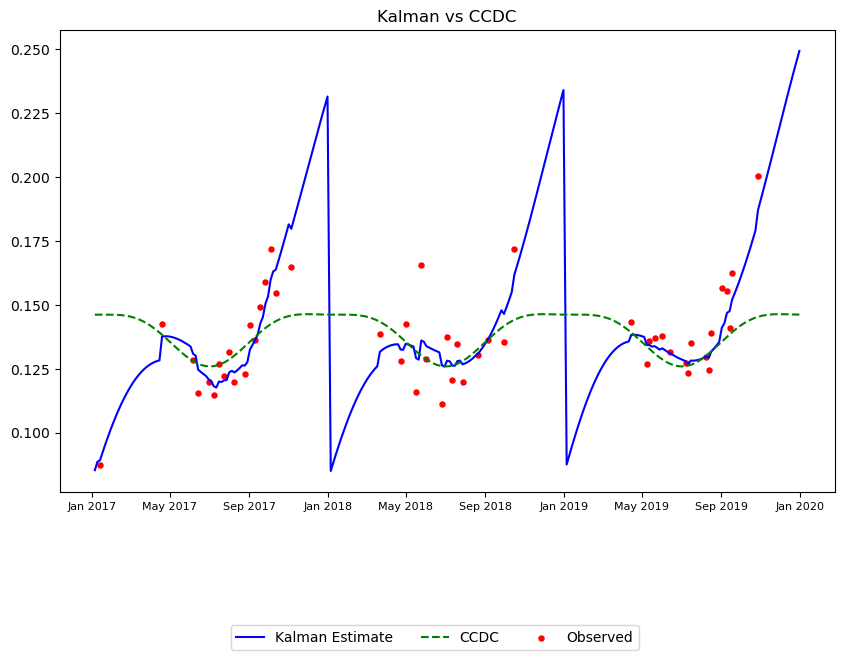 Kalman vs CCDC
0.250
0.225
0.200
0.175
0.150
0.125
0.100
Jan 2017 May 2017 Sep 2017 Jan 2018 May 2018 Sep 2018 Jan 2019 May 2019 Sep 2019 Jan 2020
Kalman Estimate CCDC Observed